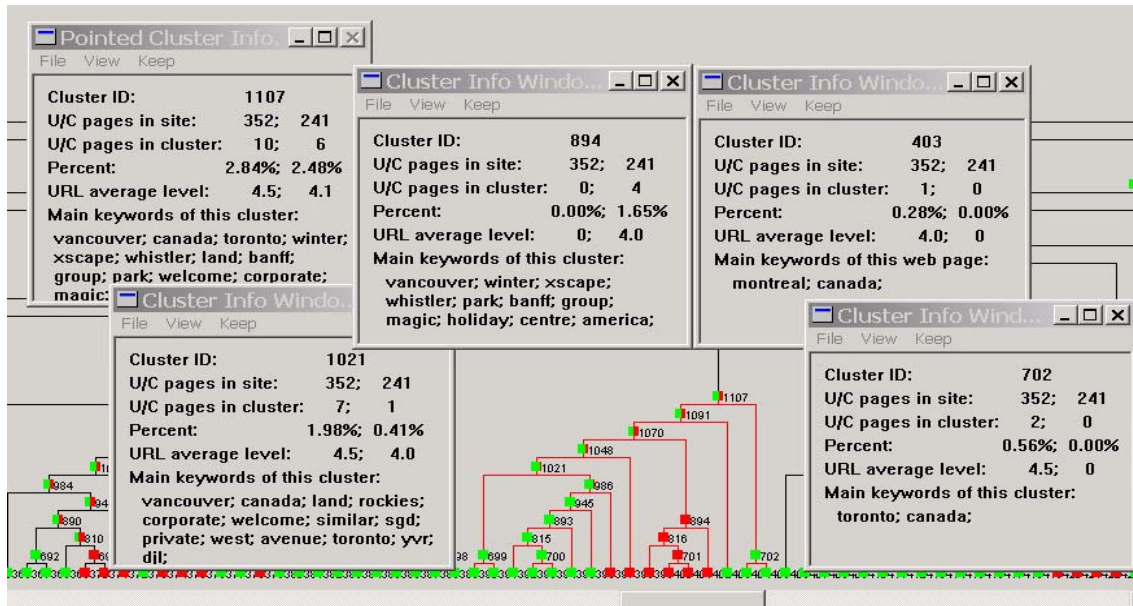 Pointed Cluster Info.
File View Keep
Cluster ID: 1107
U/C pages in site: 352; 241
U/C pages in cluster: 10; 6
Percent: 2.84%; 2.48%
URL average level: 4.5; 4.1
Main keywords of this cluster:
vancouver; canada; toronto; winter;
xscape; whistler; land; banff;
group; park; welcome; corporate;
magic;
Cluster Info Windo...
File View Keep
Cluster ID: 894
U/C pages in site: 352; 241
U/C pages in cluster: 0; 4
Percent: 0.00%; 1.65%
URL average level: 0; 4.0
Main keywords of this cluster:
vancouver; winter; xscape;
whistler; park; banff; group;
magic; holiday; centre; america;
Cluster Info Windo...
File View Keep
Cluster ID: 403
U/C pages in site: 352; 241
U/C pages in cluster: 1; 0
Percent: 0.28%; 0.00%
URL average level: 4.0; 0
Main keywords of this web page:
montreal; canada;
Cluster Info Windo...
File View Keep
Cluster ID: 1021
U/C pages in site: 352; 241
U/C pages in cluster: 7; 1
Percent: 1.98%; 0.41%
URL average level: 4.5; 4.0
Main keywords of this cluster:
vancouver; canada; land; rockies;
corporate; welcome; similar; sgd;
private; west; avenue; toronto; yvr;
djl;
Cluster Info Wind...
File View Keep
Cluster ID: 702
U/C pages in site: 352; 241
U/C pages in cluster: 2; 0
Percent: 0.56%; 0.00%
URL average level: 4.5; 0
Main keywords of this cluster:
toronto; canada;
1107
1091
1070
1048
1021
984
986
945
890
893
894
810
815
816
692
699
700
701
702